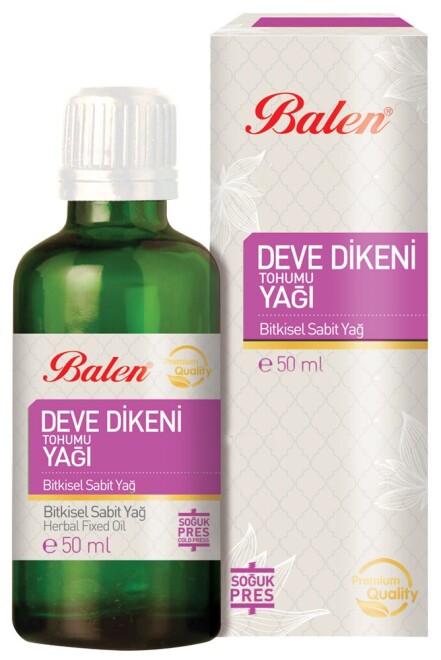 Balen®
DEVE DİKENİ
TOHUMU
YAĞI
Bitkisel Sabit Yağ
e 50 ml
SOĞUK
PRES
Premium
Quality
Balen®
Premium
Quality
DEVE DİKENİ
TOHUMU
YAĞI
Bitkisel Sabit Yağ
Bitkisel Sabit Yağ
Herbal Fixed Oil
e 50 ml
SOĞUK
PRES
COLD PRESS